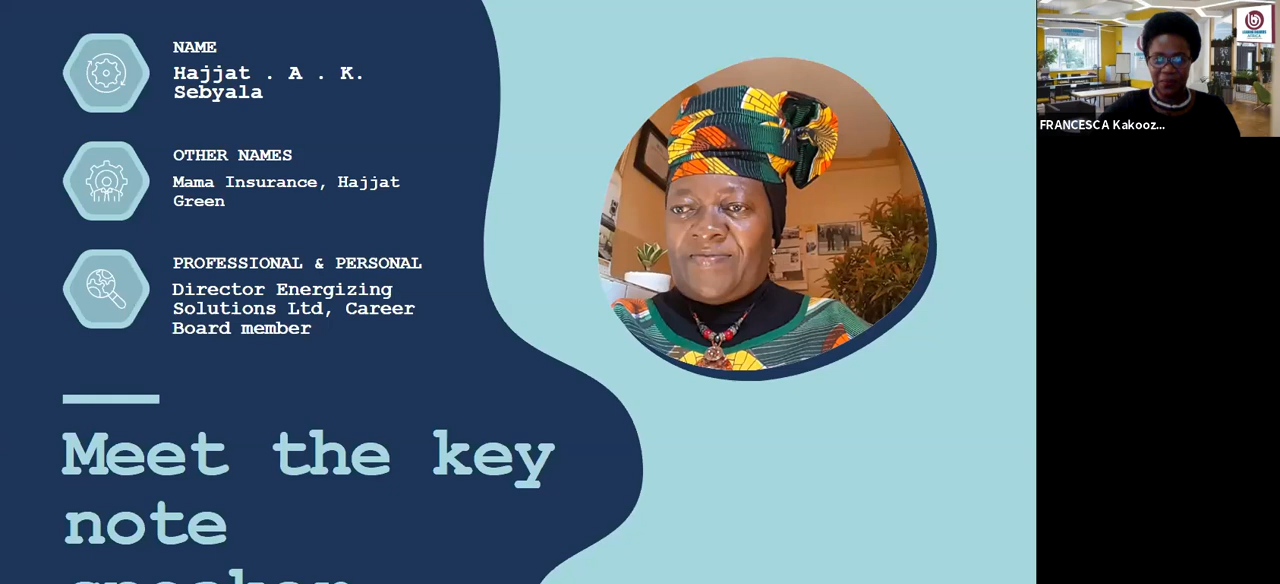 NAME
Hajjat . A . K.
Sebyala
OTHER NAMES
Mama Insurance, Hajjat
Green
PROFESSIONAL & PERSONAL
Director Energizing
Solutions Ltd, Career
Board member
Meet the key
note
speaker
FRANCESCA Kakooz...